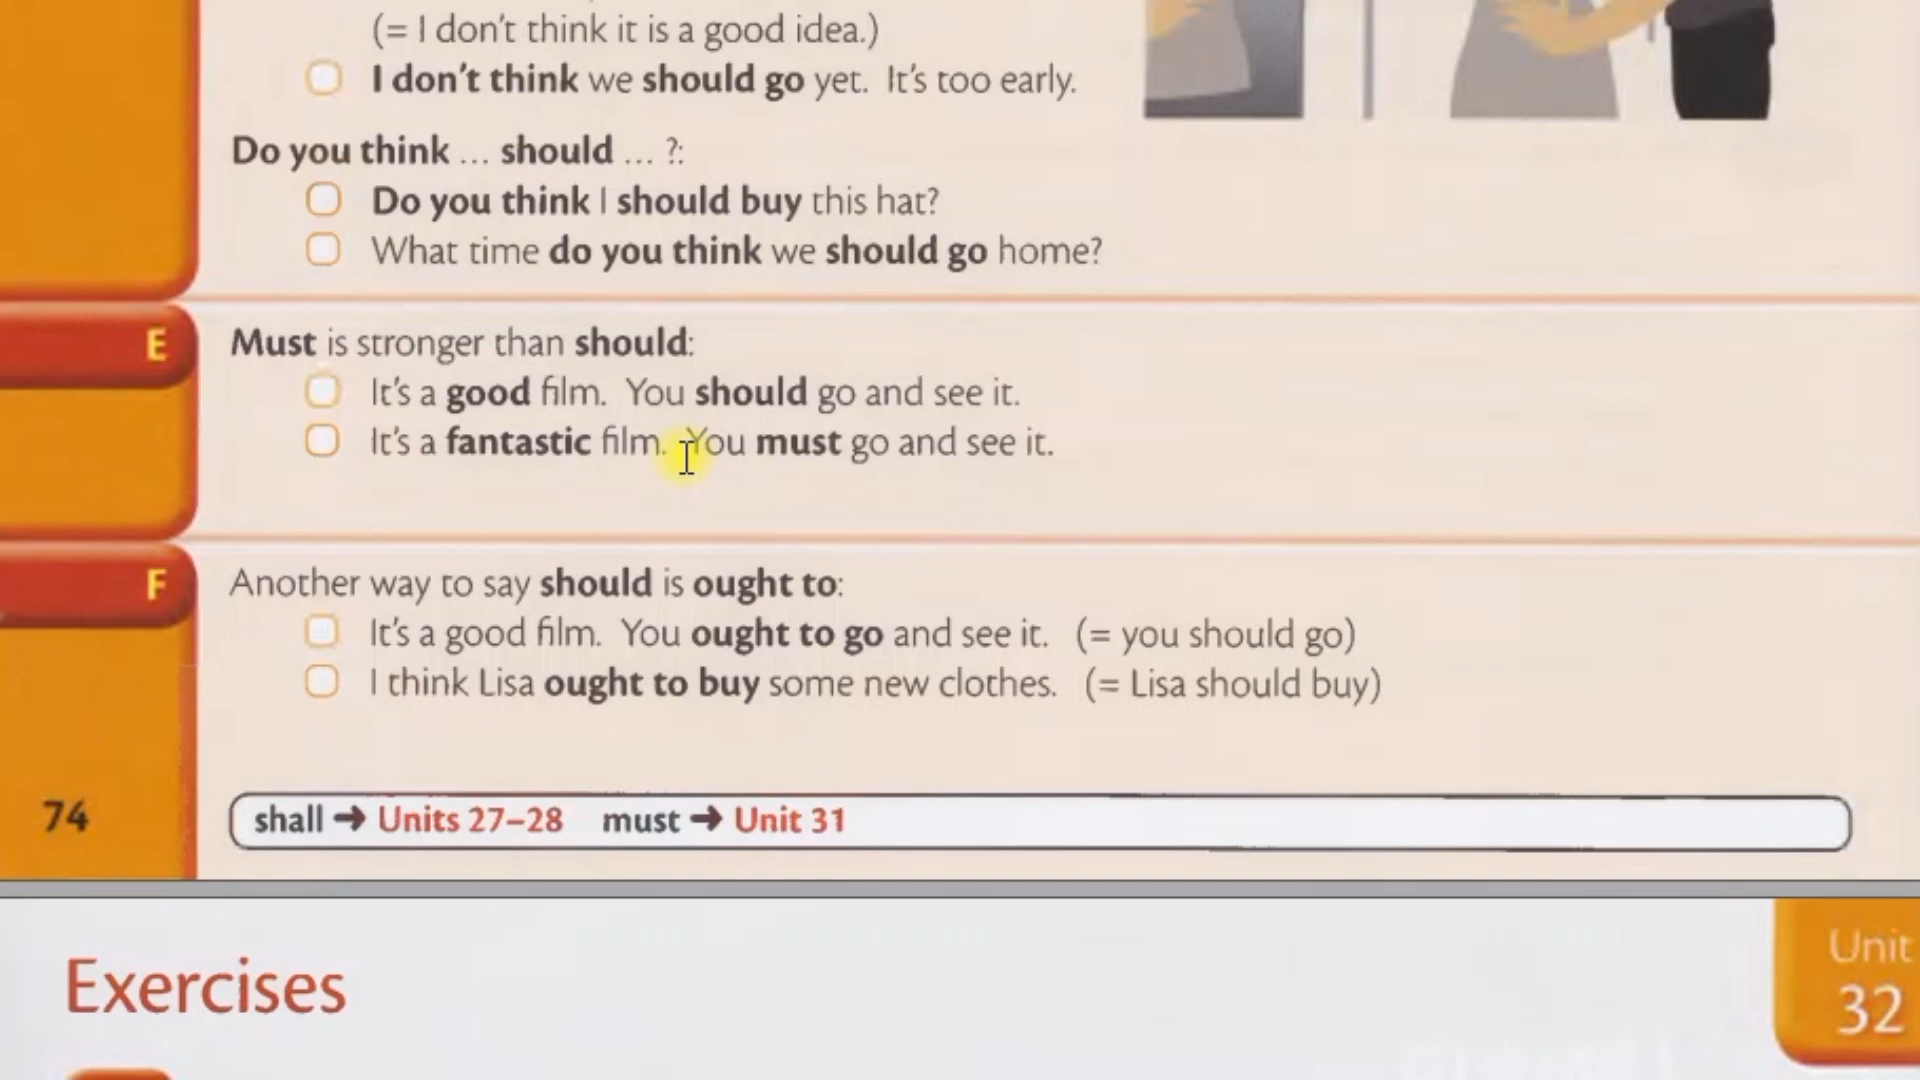 (= I don't think it is a good idea.)
I don't think we should go yet. It's too early.
Do you think ... should ... ?:
Do you think I should buy this hat?
What time do you think we should go home?
E
Must is stronger than should:
It's a good film. You should go and see it.
It's a fantastic film. You must go and see it.
F
Another way to say should is ought to:
It's a good film. You ought to go and see it. (= you should go)
I think Lisa ought to buy some new clothes. (= Lisa should buy)
74
shall → Units 27–28 must → Unit 31
Exercises
Unit
32